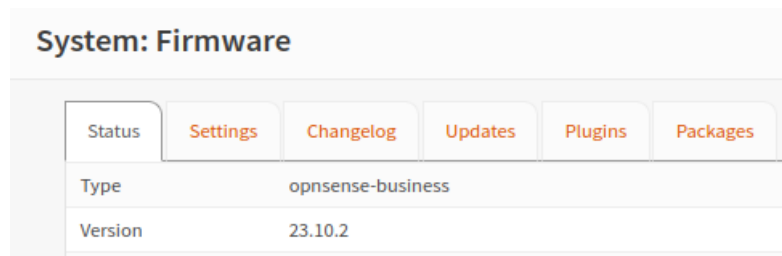 System: Firmware
Status Settings Changelog Updates Plugins Packages
Type opnsense-business
Version 23.10.2